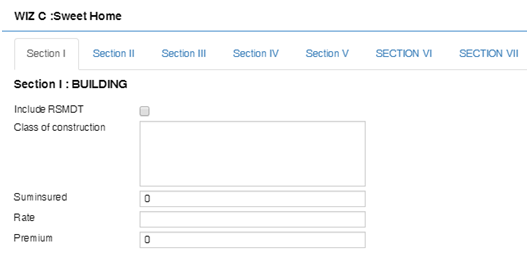 WIZ C :Sweet Home
Section I Section II Section III Section IV Section V SECTION VI SECTION VII
Section I : BUILDING
Include RSMDT
Class of construction
Suminsured 0
Rate
Premium 0